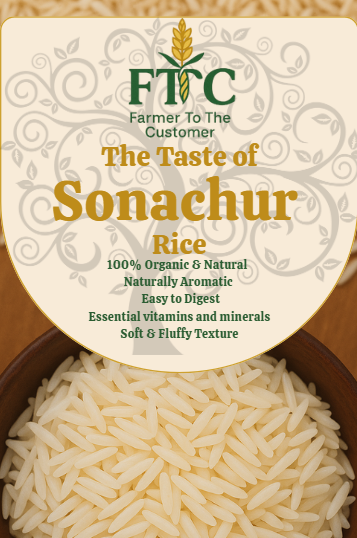 FTC
Farmer To The
Customer
The Taste of
Sonachur
Rice
100% Organic & Natural
Naturally Aromatic
Easy to Digest
Essential vitamins and minerals
Soft & Fluffy Texture